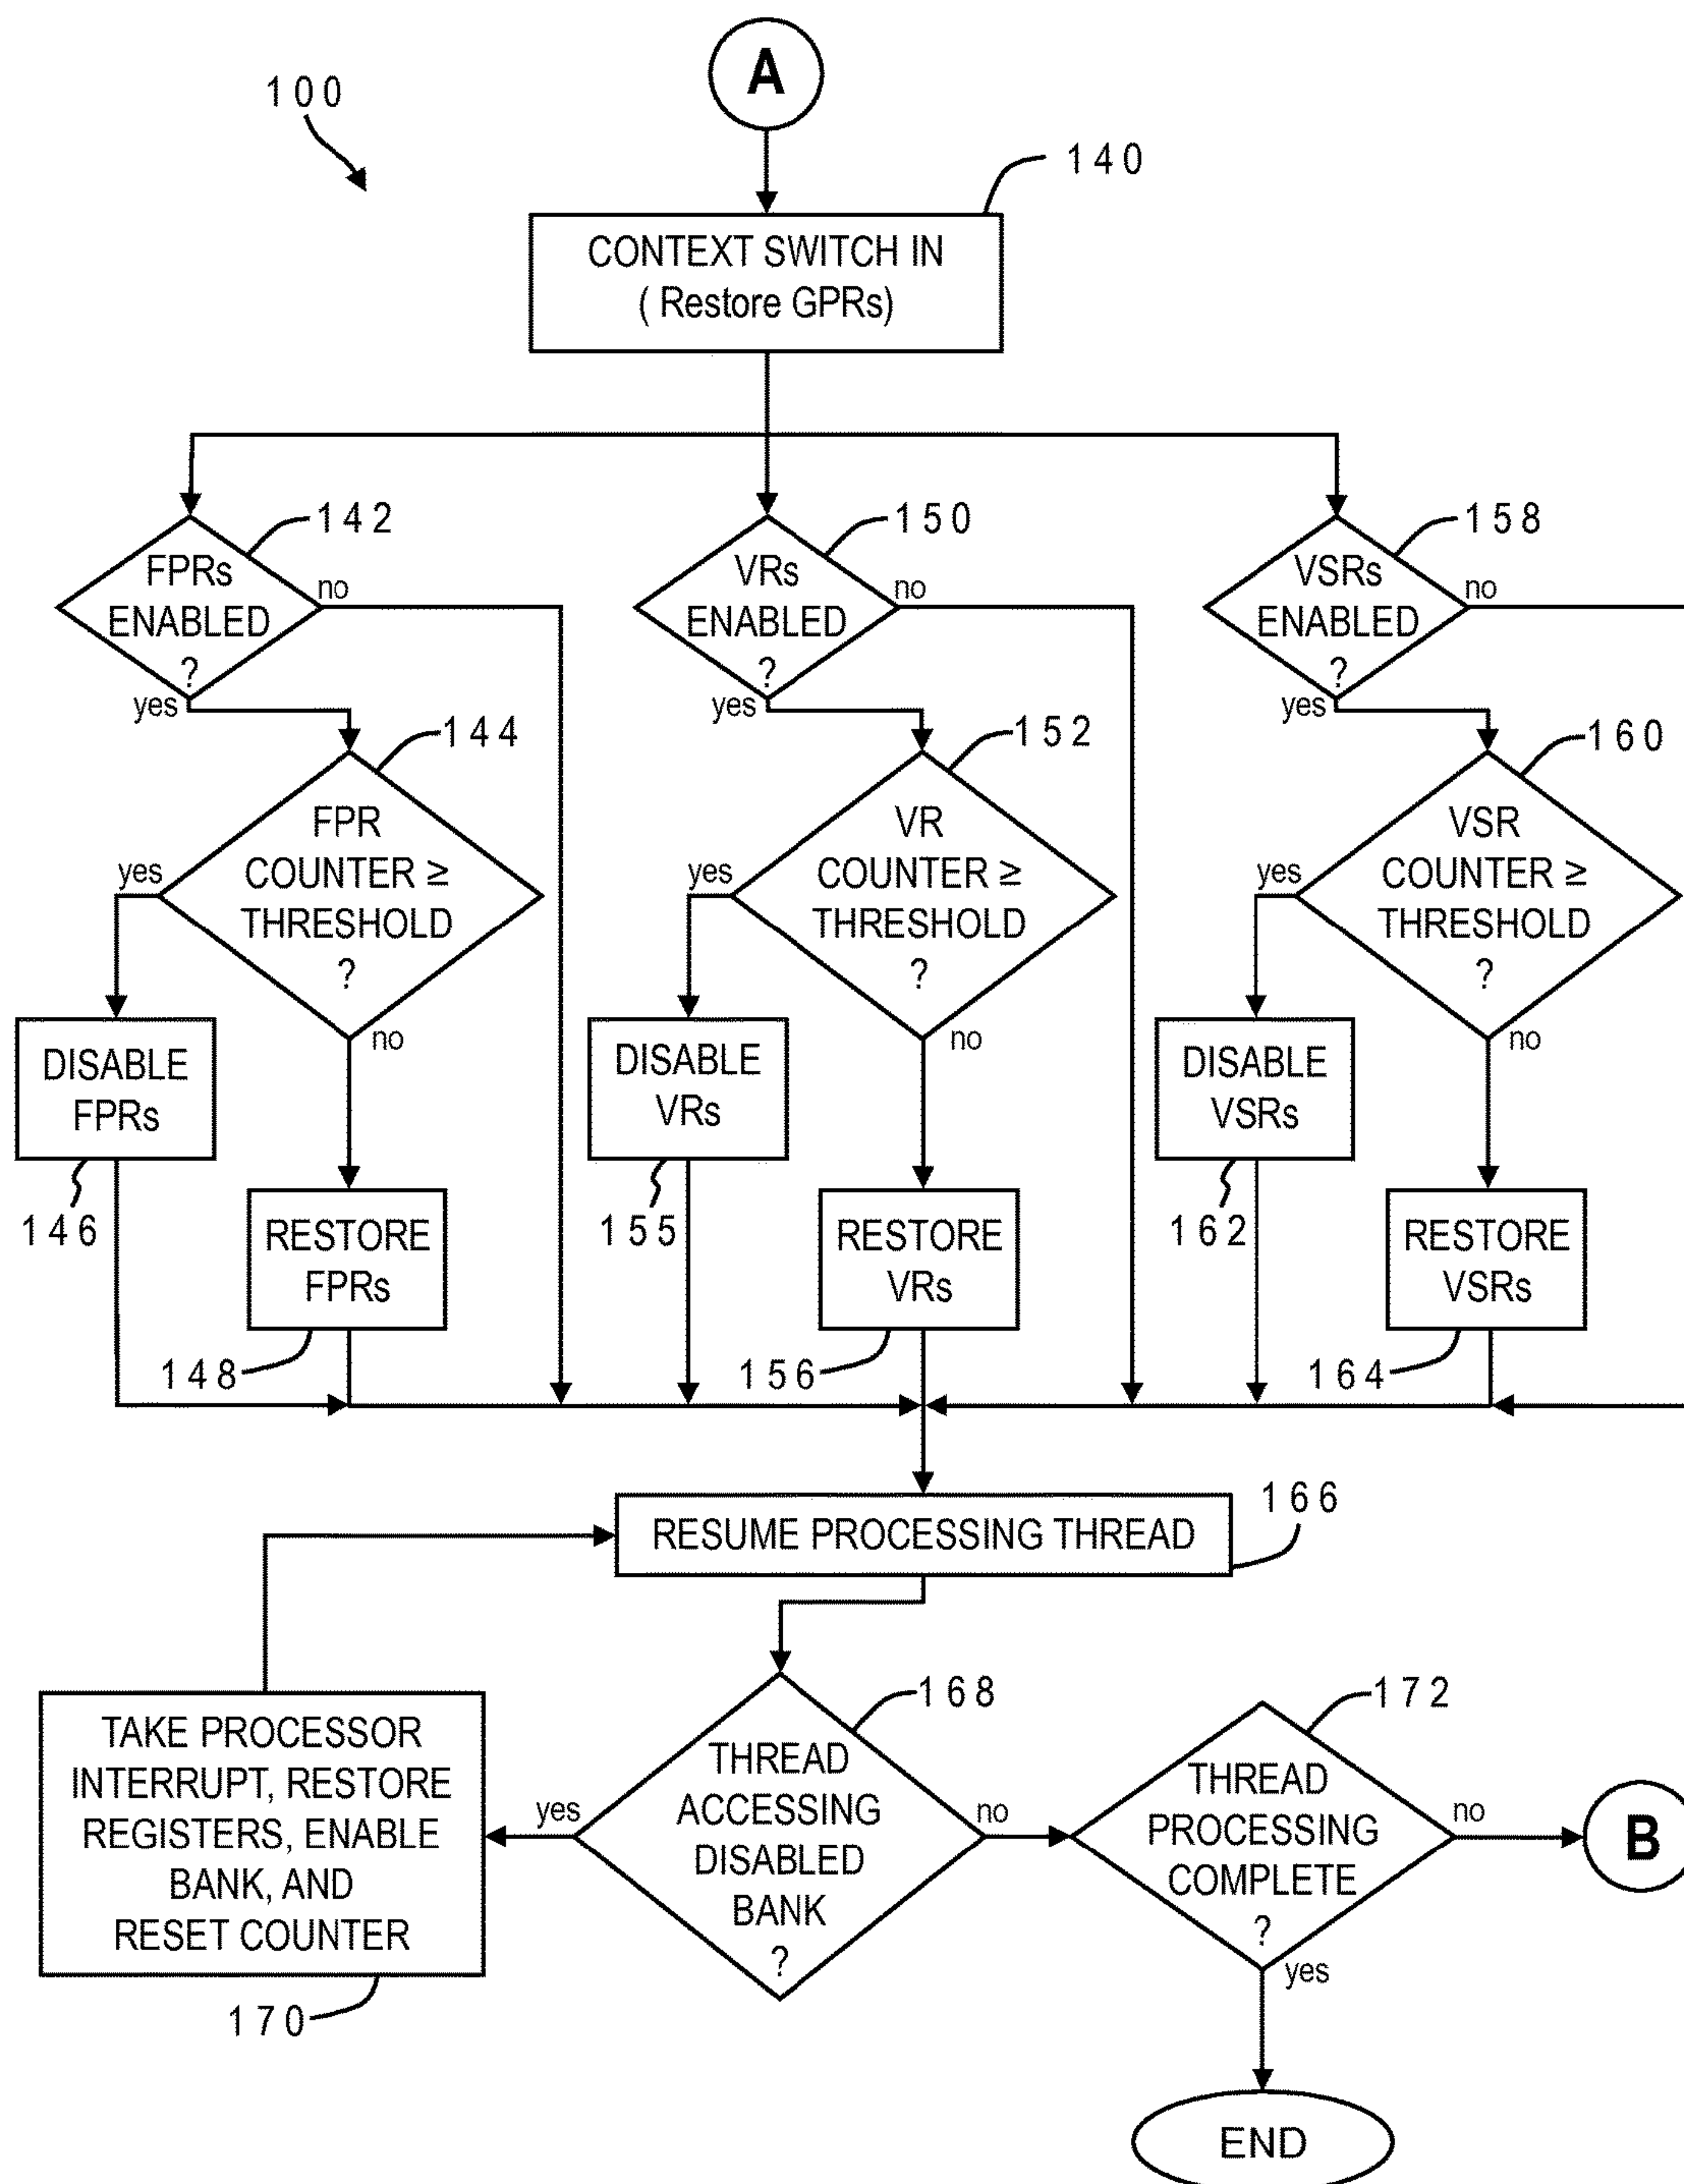 A
100
140
CONTEXT SWITCH IN
( Restore GPRs)
142
FPRs
ENABLED
?
no
yes
150
VRs
ENABLED
?
no
yes
158
VSRs
ENABLED
?
no
yes
144
FPR
COUNTER ≥
THRESHOLD
?
yes
no
152
VR
COUNTER ≥
THRESHOLD
?
yes
no
160
VSR
COUNTER ≥
THRESHOLD
?
yes
no
DISABLE
FPRs
146
RESTORE
FPRs
148
DISABLE
VRs
155
RESTORE
VRs
156
DISABLE
VSRs
162
RESTORE
VSRs
164
RESUME PROCESSING THREAD
166
168
THREAD
ACCESSING
DISABLED
BANK
?
yes
no
TAKE PROCESSOR
INTERRUPT, RESTORE
REGISTERS, ENABLE
BANK, AND
RESET COUNTER
170
172
THREAD
PROCESSING
COMPLETE
?
no
yes
B
END